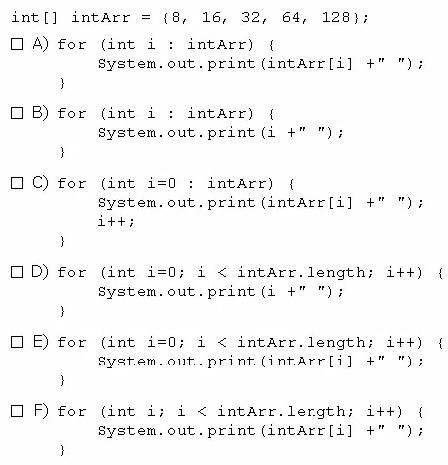 int[] intArr = {8, 16, 32, 64, 128};
A) for (int i : intArr) {
System.out.print(intArr[i] +" ");
}
B) for (int i : intArr) {
System.out.print(i +" ");
}
C) for (int i=0 : intArr) {
System.out.print(intArr[i] +" ");
i++;
}
D) for (int i=0; i < intArr.length; i++) {
System.out.print(i +" ");
}
E) for (int i=0; i < intArr.length; i++) {
System.out.print(intArr[i] +" ");
}
F) for (int i; i < intArr.length; i++) {
System.out.print(intArr[i] +" ");
}